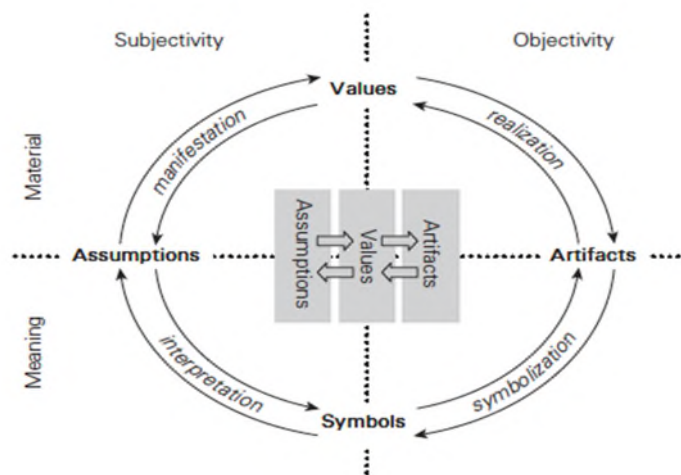 Subjectivity
Objectivity
Values
manifestation
realization
Material
Assumptions
Values
Artifacts
Assumptions
Artifacts
Meaning
interpretation
symbolization
Symbols